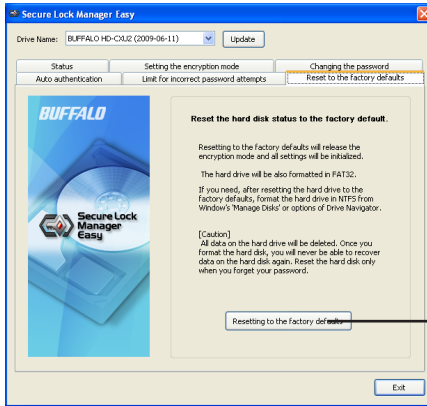 Secure Lock Manager Easy
Drive Name: BUFFALO HD-CXU2 (2009-06-11) Update
Status Setting the encryption mode Changing the password
Auto authentication Limit for incorrect password attempts Reset to the factory defaults
BUFFALO
Secure Lock
Manager
Easy
Reset the hard disk status to the factory default.
Resetting to the factory defaults will release the
encryption mode and all settings will be initialized.
The hard drive will be also formatted in FAT32.
If you need, after resetting the hard drive to the
factory defaults, format the hard drive in NTFS from
Window's 'Manage Disks' or options of Drive Navigator.
[Caution]
All data on the hard drive will be deleted. Once you
format the hard disk, you will never be able to recover
data on the hard disk again. Reset the hard disk only
when you forget your password.
Resetting to the factory defaults
Exit